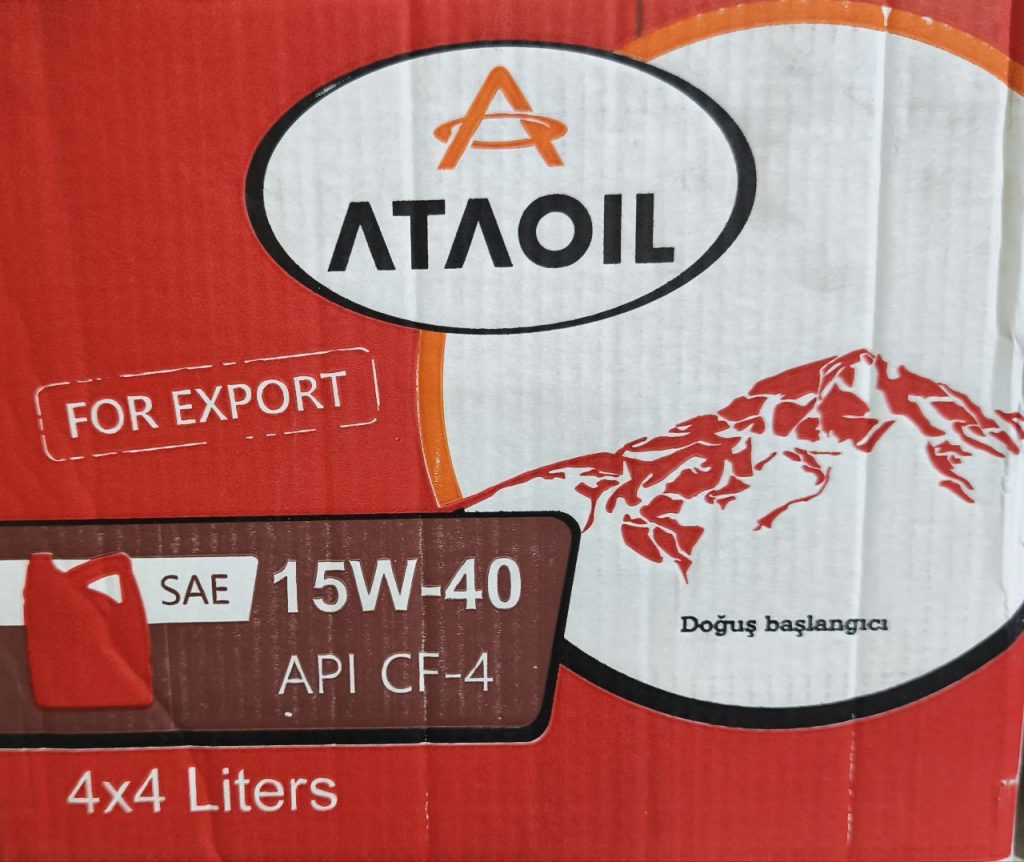 ATAOIL
FOR EXPORT
SAE 15W-40
API CF-4
Doğuş başlangıcı
4x4 Liters